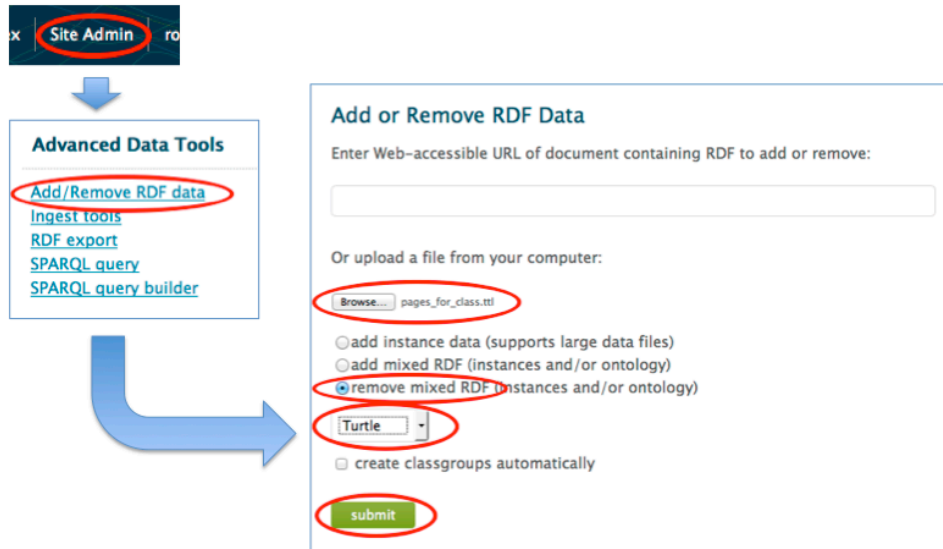 ex Site Admin ro
Advanced Data Tools
Add/Remove RDF data
Ingest tools
RDF export
SPARQL query
SPARQL query builder
Add or Remove RDF Data
Enter Web-accessible URL of document containing RDF to add or remove:
Or upload a file from your computer:
Browse... pages_for_class.ttl
add instance data (supports large data files)
add mixed RDF (instances and/or ontology)
remove mixed RDF (instances and/or ontology)
Turtle
create classgroups automatically
submit